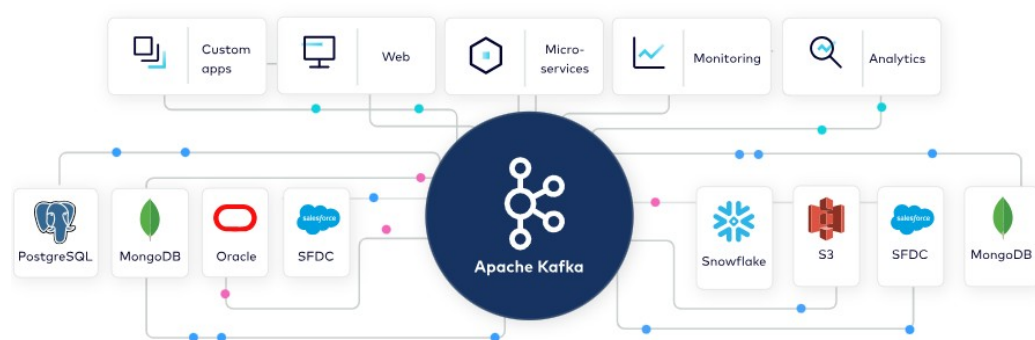 Custom
apps
Web
Micro-
services
Monitoring
Analytics
PostgreSQL
MongoDB
Oracle
salesforce
SFDC
Apache Kafka
Snowflake
S3
salesforce
SFDC
MongoDB